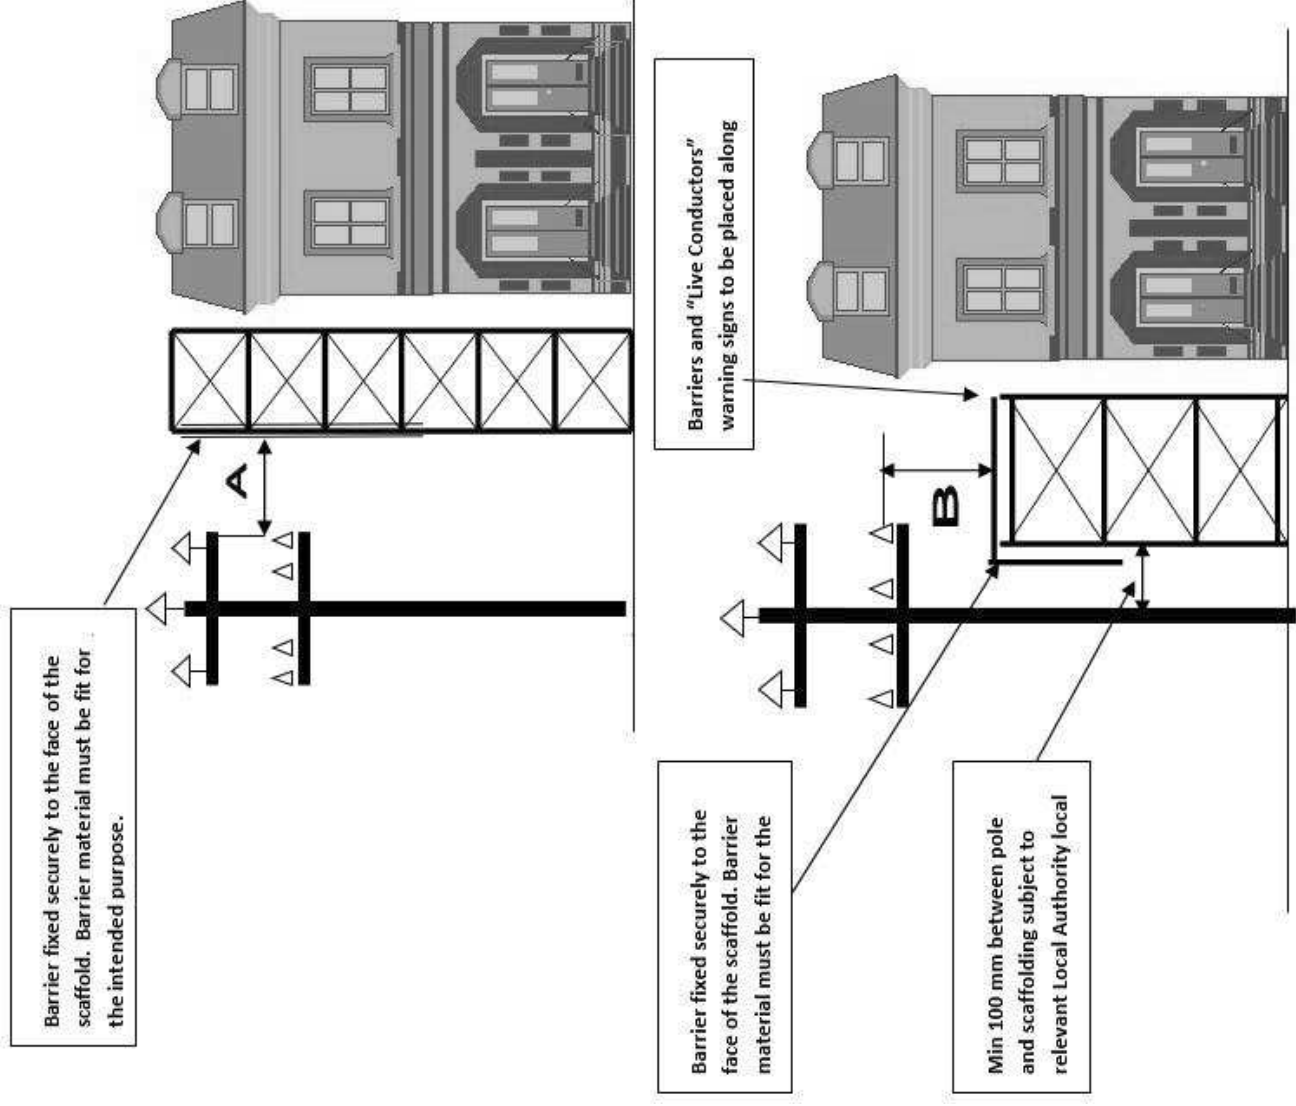 Barrier fixed securely to the face of the
scaffold. Barrier material must be fit for
the intended purpose.
A
Barriers and “Live Conductors”
warning signs to be placed along
B
Barrier fixed securely to the
face of the scaffold. Barrier
material must be fit for the
Min 100 mm between pole
and scaffolding subject to
relevant Local Authority local